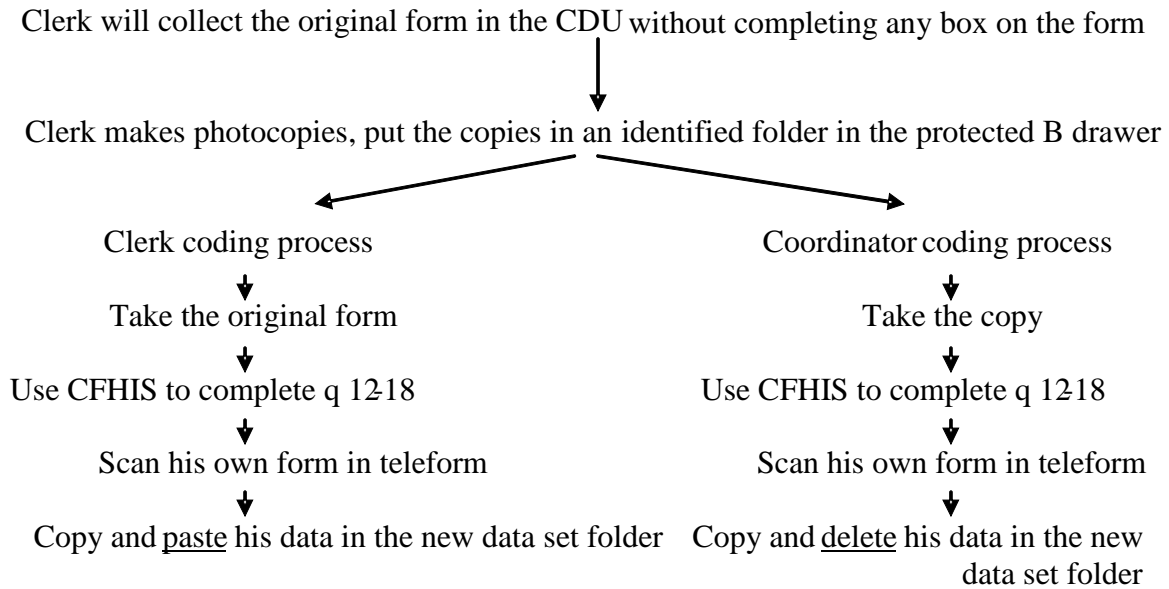 Clerk will collect the original form in the CDU without completing any box on the form
Clerk makes photocopies, put the copies in an identified folder in the protected B drawer
Clerk coding process
Take the original form
Use CFHIS to complete q 12-18
Scan his own form in teleform
Copy and paste his data in the new data set folder
Coordinator coding process
Take the copy
Use CFHIS to complete q 12-18
Scan his own form in teleform
Copy and delete his data in the new
data set folder